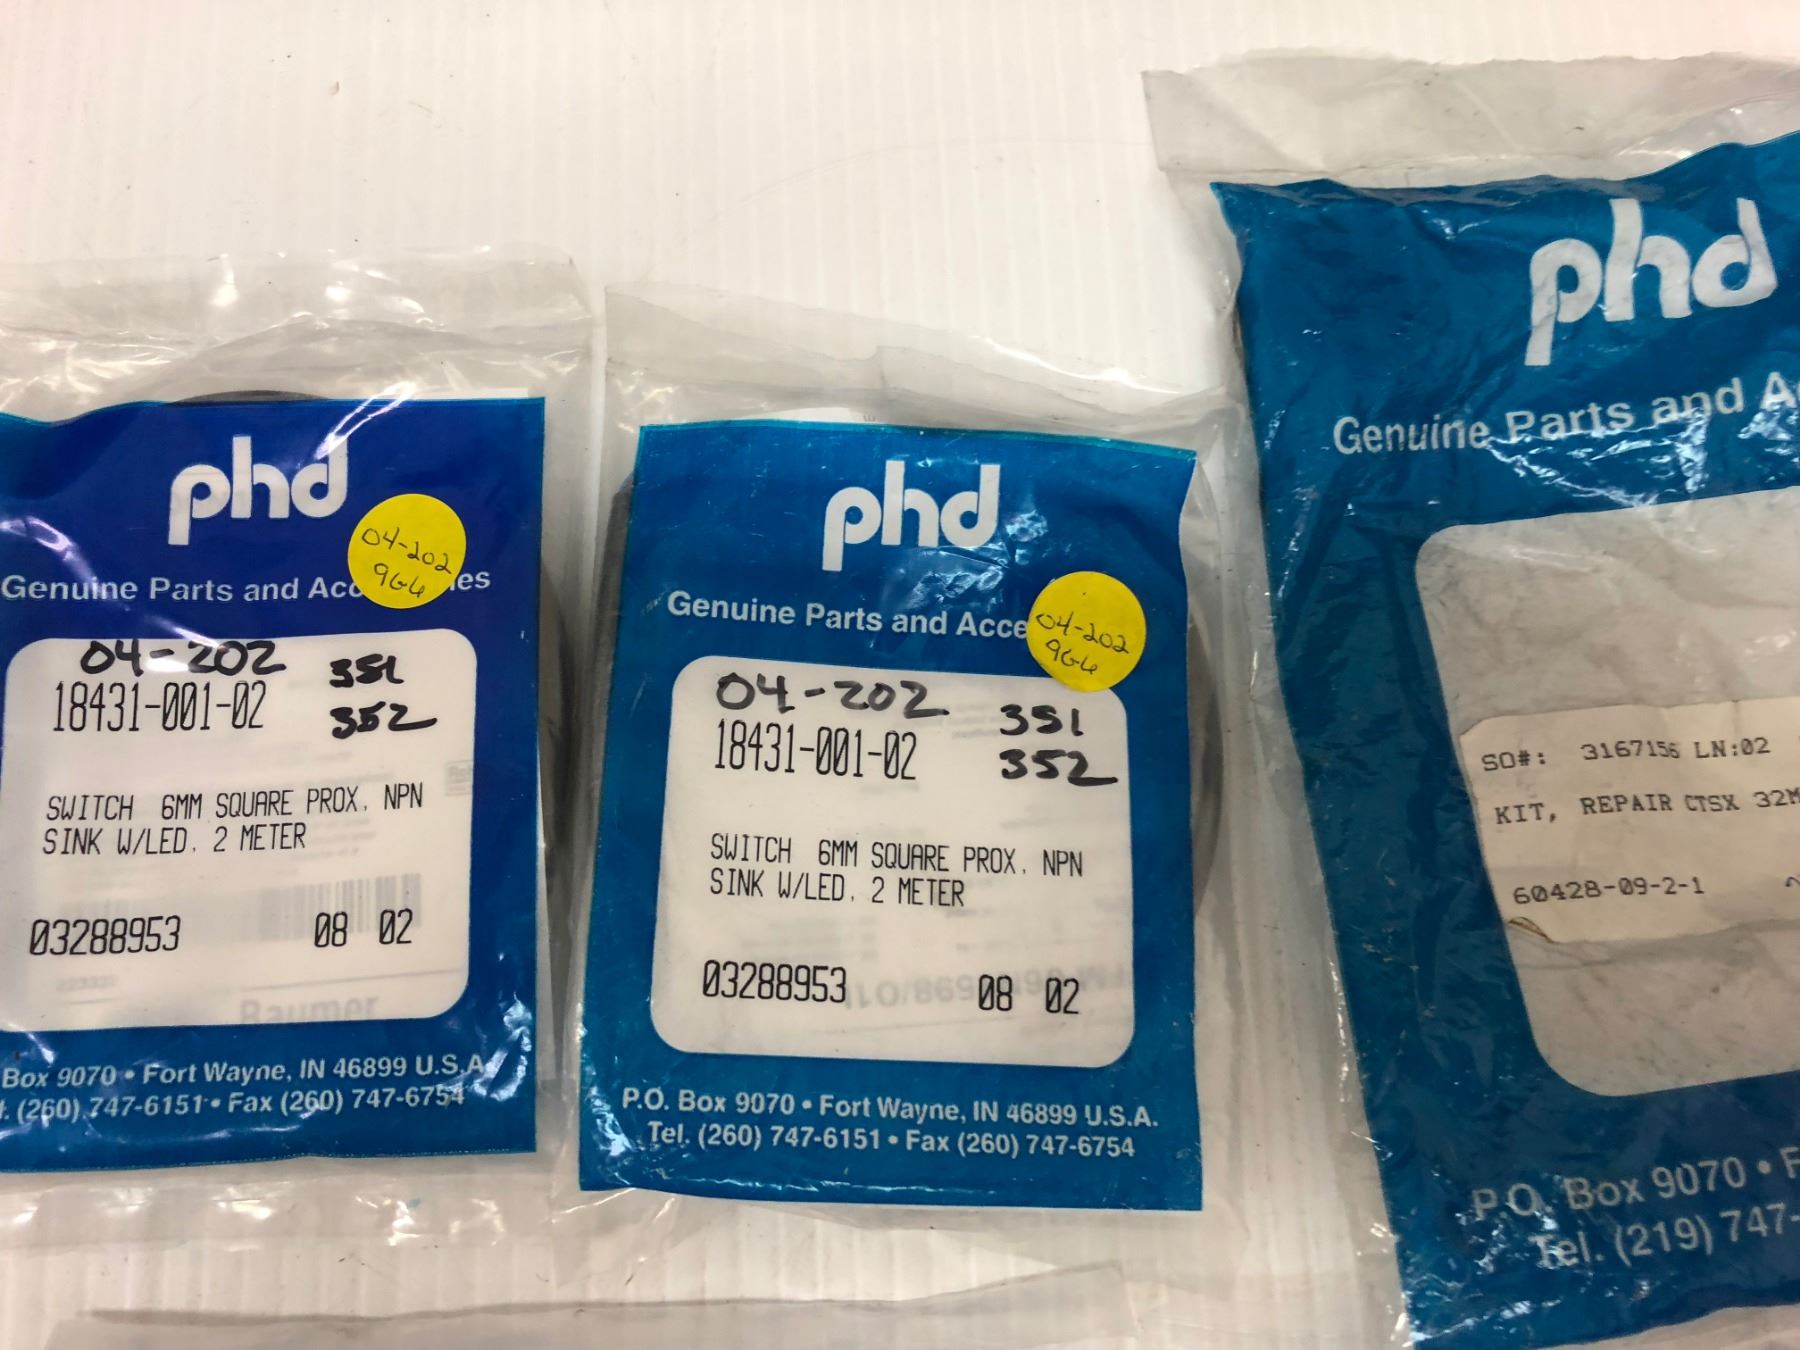 phd
Genuine Parts and Acc ies
04-202
9G6
04-202
351
18431-001-02
352
SWITCH 6MM SQUARE PROX, NPN
SINK W/LED, 2 METER
03288953 08 02
Baumer
Box 9070 • Fort Wayne, IN 46899 U.S.A.
(260) 747-6151 • Fax (260) 747-6754
phd
Genuine Parts and Acce
04-202
9G6
04-202
351
18431-001-02
352
SWITCH 6MM SQUARE PROX, NPN
SINK W/LED, 2 METER
03288953 08 02
P.O. Box 9070 • Fort Wayne, IN 46899 U.S.A.
Tel. (260) 747-6151 • Fax (260) 747-6754
phd
Genuine Parts and A
SO#: 3167156 LN:02
KIT, REPAIR CTSX 32M
60428-09-2-1
P.O. Box 9070 • F
Tel. (219) 747-